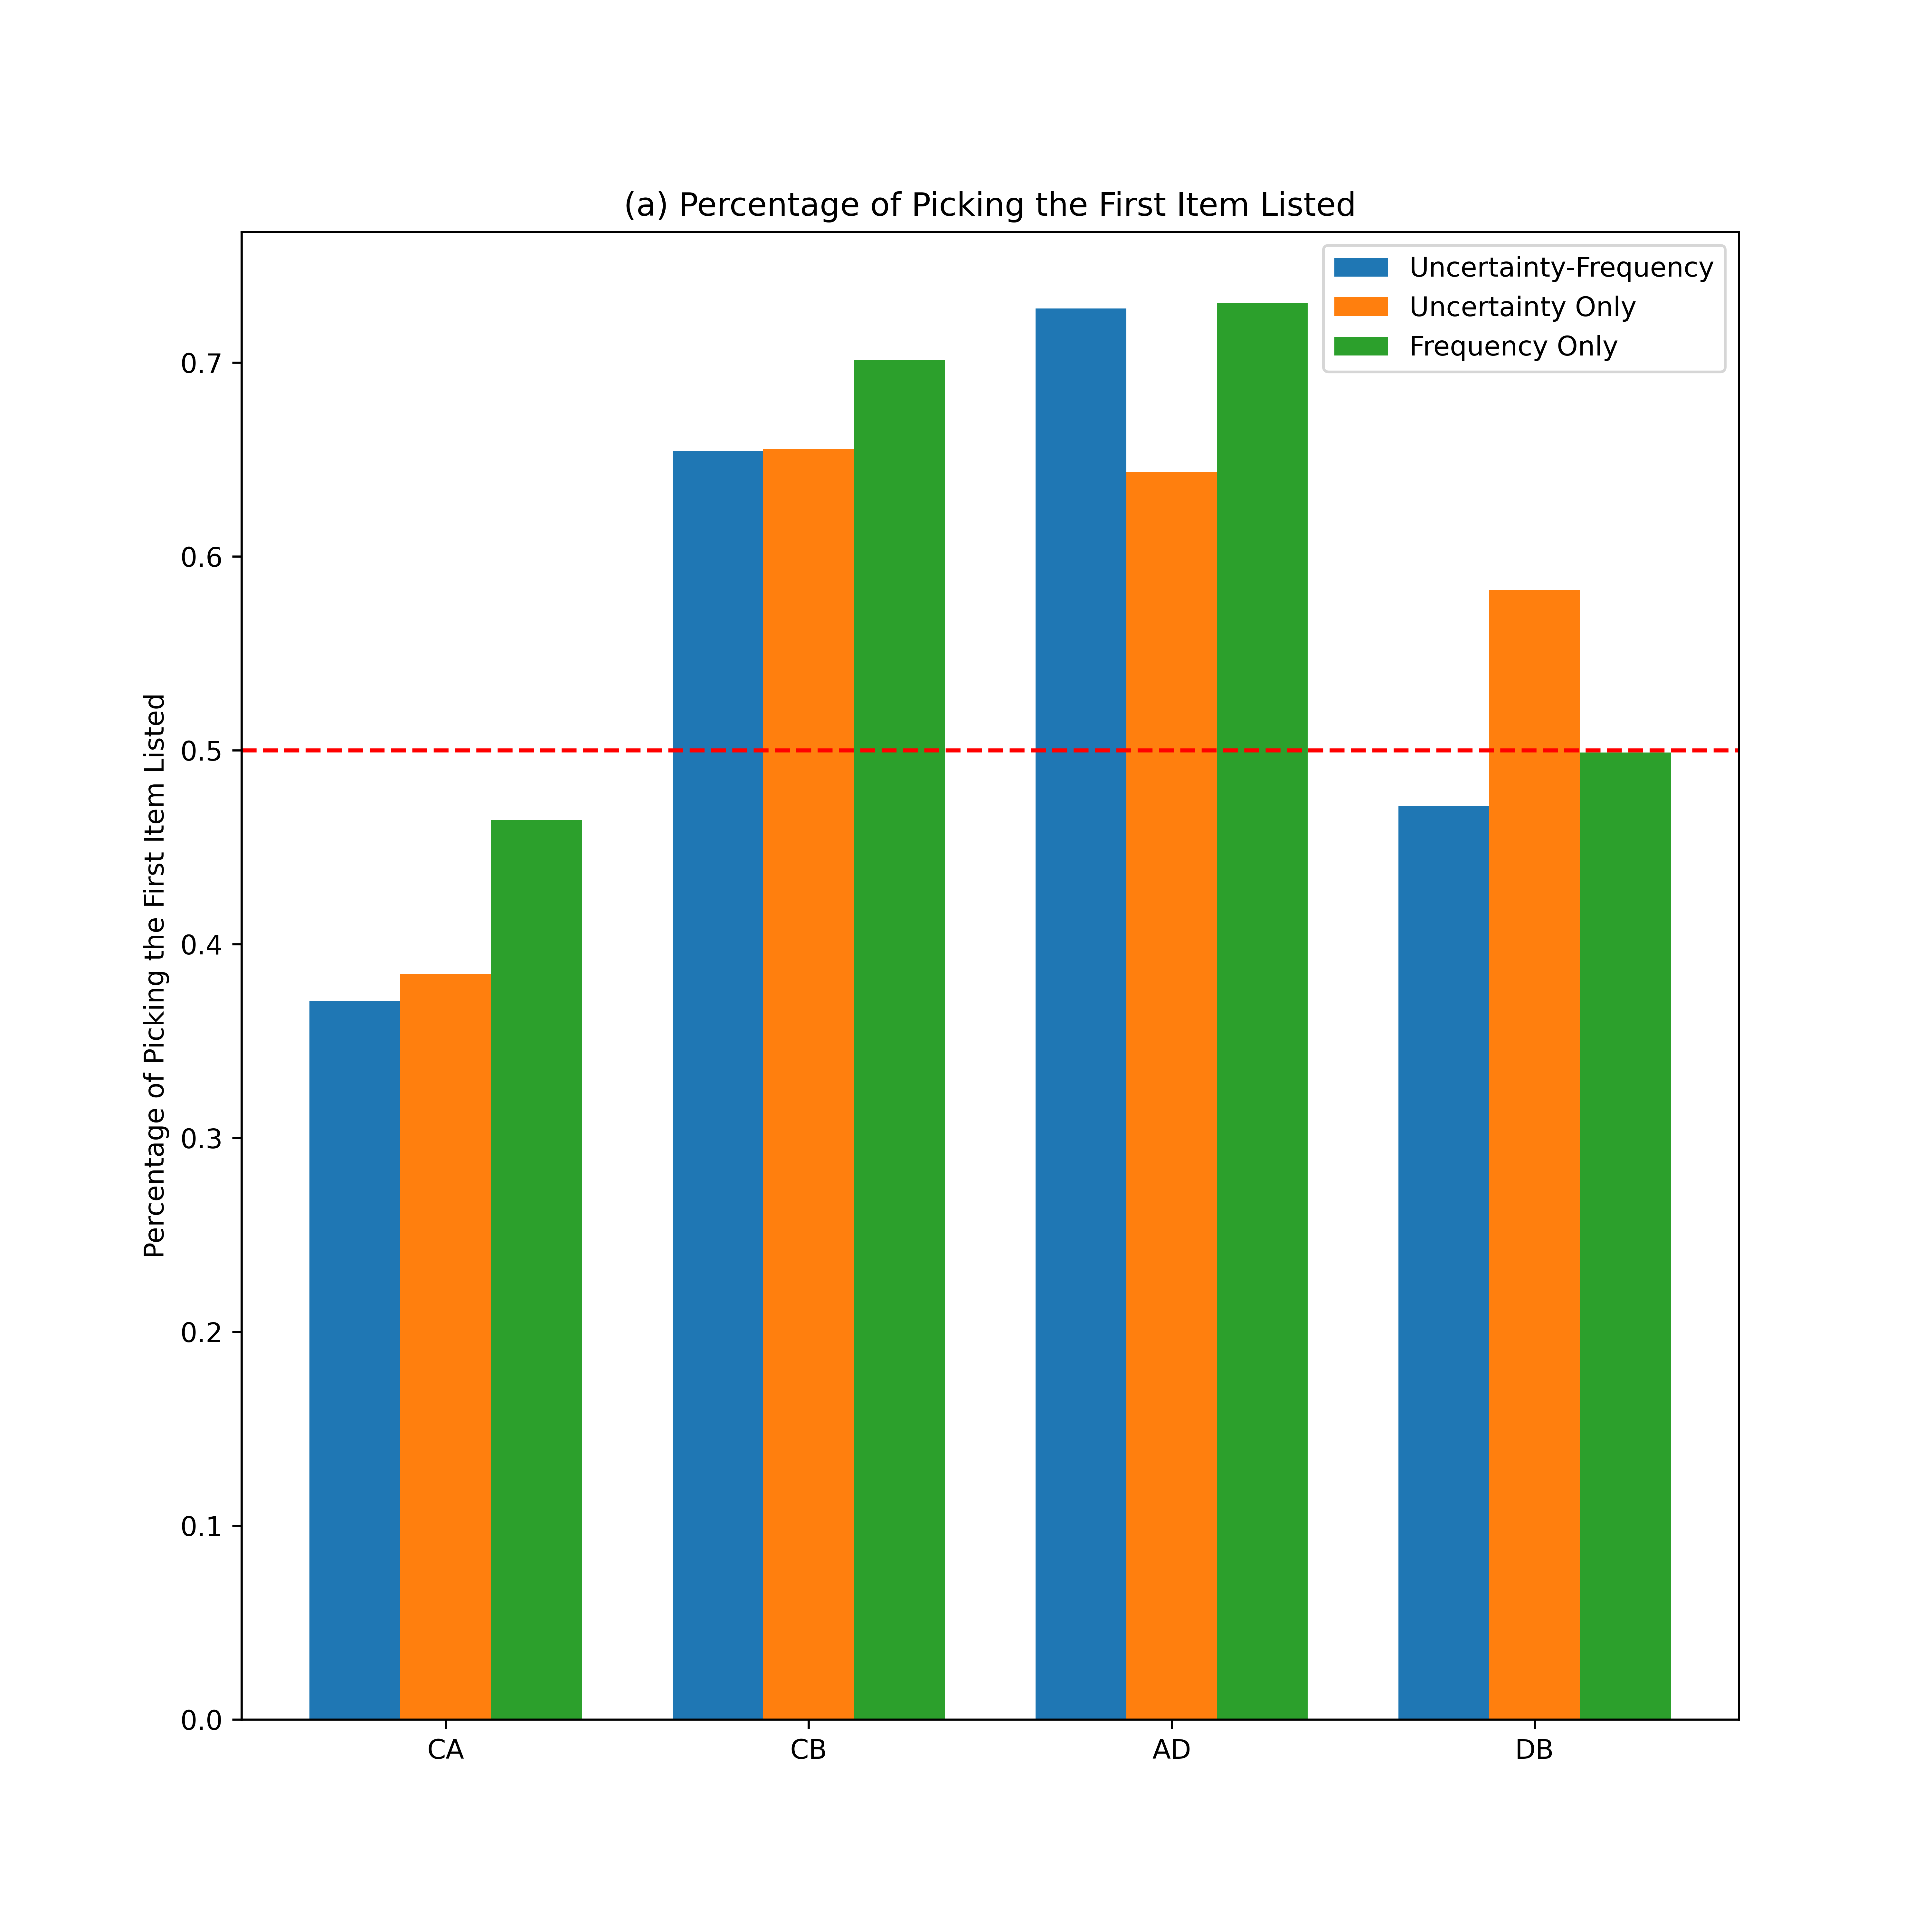 (a) Percentage of Picking the First Item Listed
Uncertainty-Frequency
Uncertainty Only
Frequency Only
Percentage of Picking the First Item Listed
0.7
0.6
0.5
0.4
0.3
0.2
0.1
0.0
CA CB AD DB